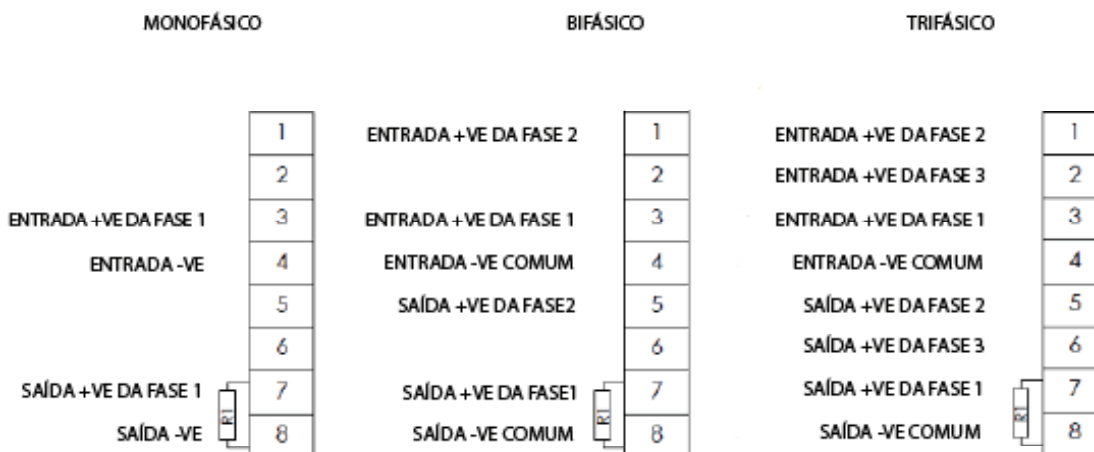 MONOFÁSICO
1
2
ENTRADA +VE DA FASE 1 3
ENTRADA -VE 4
5
6
SAÍDA +VE DA FASE 1 7
R1
SAÍDA -VE 8
BIFÁSICO
ENTRADA +VE DA FASE 2 1
2
ENTRADA +VE DA FASE 1 3
ENTRADA -VE COMUM 4
SAÍDA +VE DA FASE2 5
6
SAÍDA +VE DA FASE1 7
R1
SAÍDA -VE COMUM 8
TRIFÁSICO
ENTRADA +VE DA FASE 2 1
ENTRADA +VE DA FASE 3 2
ENTRADA +VE DA FASE 1 3
ENTRADA -VE COMUM 4
SAÍDA +VE DA FASE 2 5
SAÍDA +VE DA FASE 3 6
SAÍDA +VE DA FASE 1 7
R1
SAÍDA -VE COMUM 8